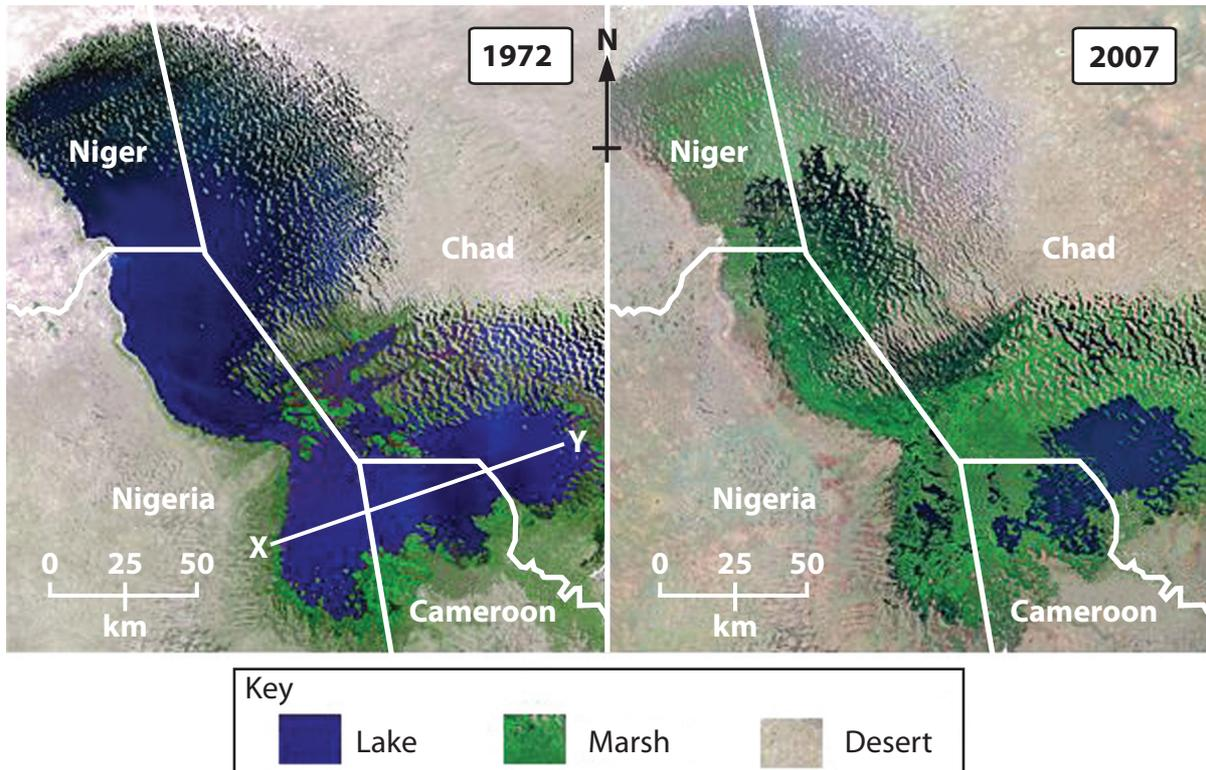 1972
N
2007
Niger
Niger
Chad
Chad
Y
Nigeria
Nigeria
X
0 25 50
km
0 25 50
km
Cameroon
Cameroon
Key
Lake
Marsh
Desert